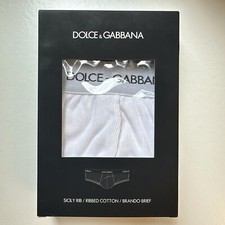 DOLCE & GABBANA
DOLCE & GABBANA
SICILY RIB / RIBBED COTTON / BRANDO BRIEF